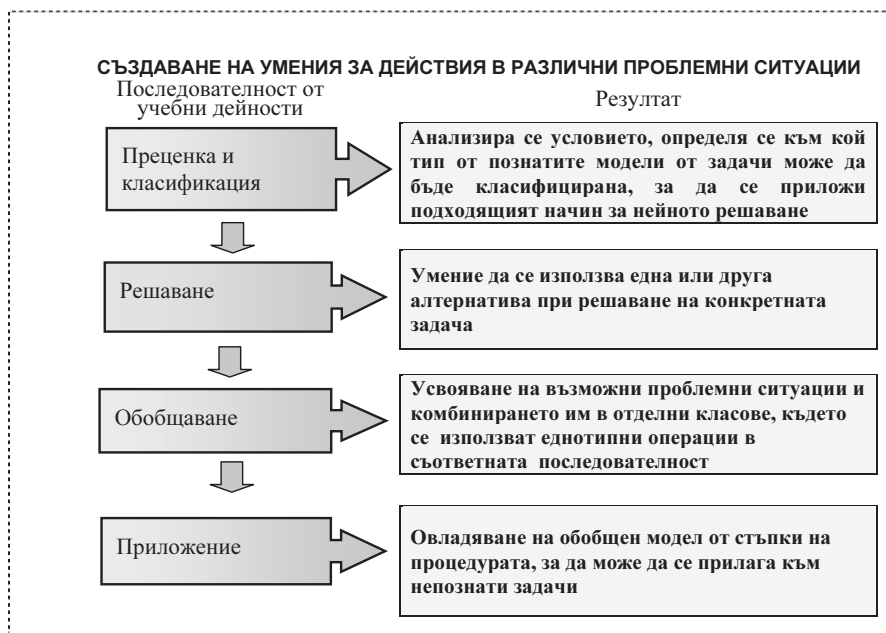 СЪЗДАВАНЕ НА УМЕНИЯ ЗА ДЕЙСТВИЯ В РАЗЛИЧНИ ПРОБЛЕМНИ СИТУАЦИИ
Последователност от
учебни дейности
Резултат
Преценка и
класификация
Анализира се условието, определя се към кой
тип от познатите модели от задачи може да
бъде класифицирана, за да се приложи
подходящият начин за нейното решаване
Решаване
Умение да се използва една или друга
алтернатива при решаване на конкретната
задача
Обобщаване
Усвояване на възможни проблемни ситуации и
комбинирането им в отделни класове, където
се използват еднотипни операции в
съответната последователност
Приложение
Овладяване на обобщен модел от стъпки на
процедурата, за да може да се прилага към
непознати задачи